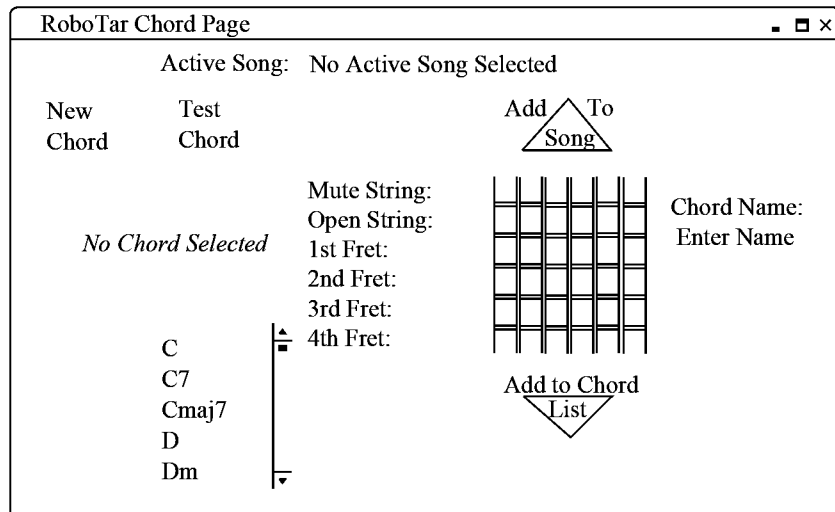 RoboTar Chord Page
Active Song: No Active Song Selected
New Chord
Test Chord
Add To
Song
No Chord Selected
Mute String:
Open String:
1st Fret:
2nd Fret:
3rd Fret:
4th Fret:
Chord Name:
Enter Name
C
C7
Cmaj7
D
Dm
Add to Chord
List